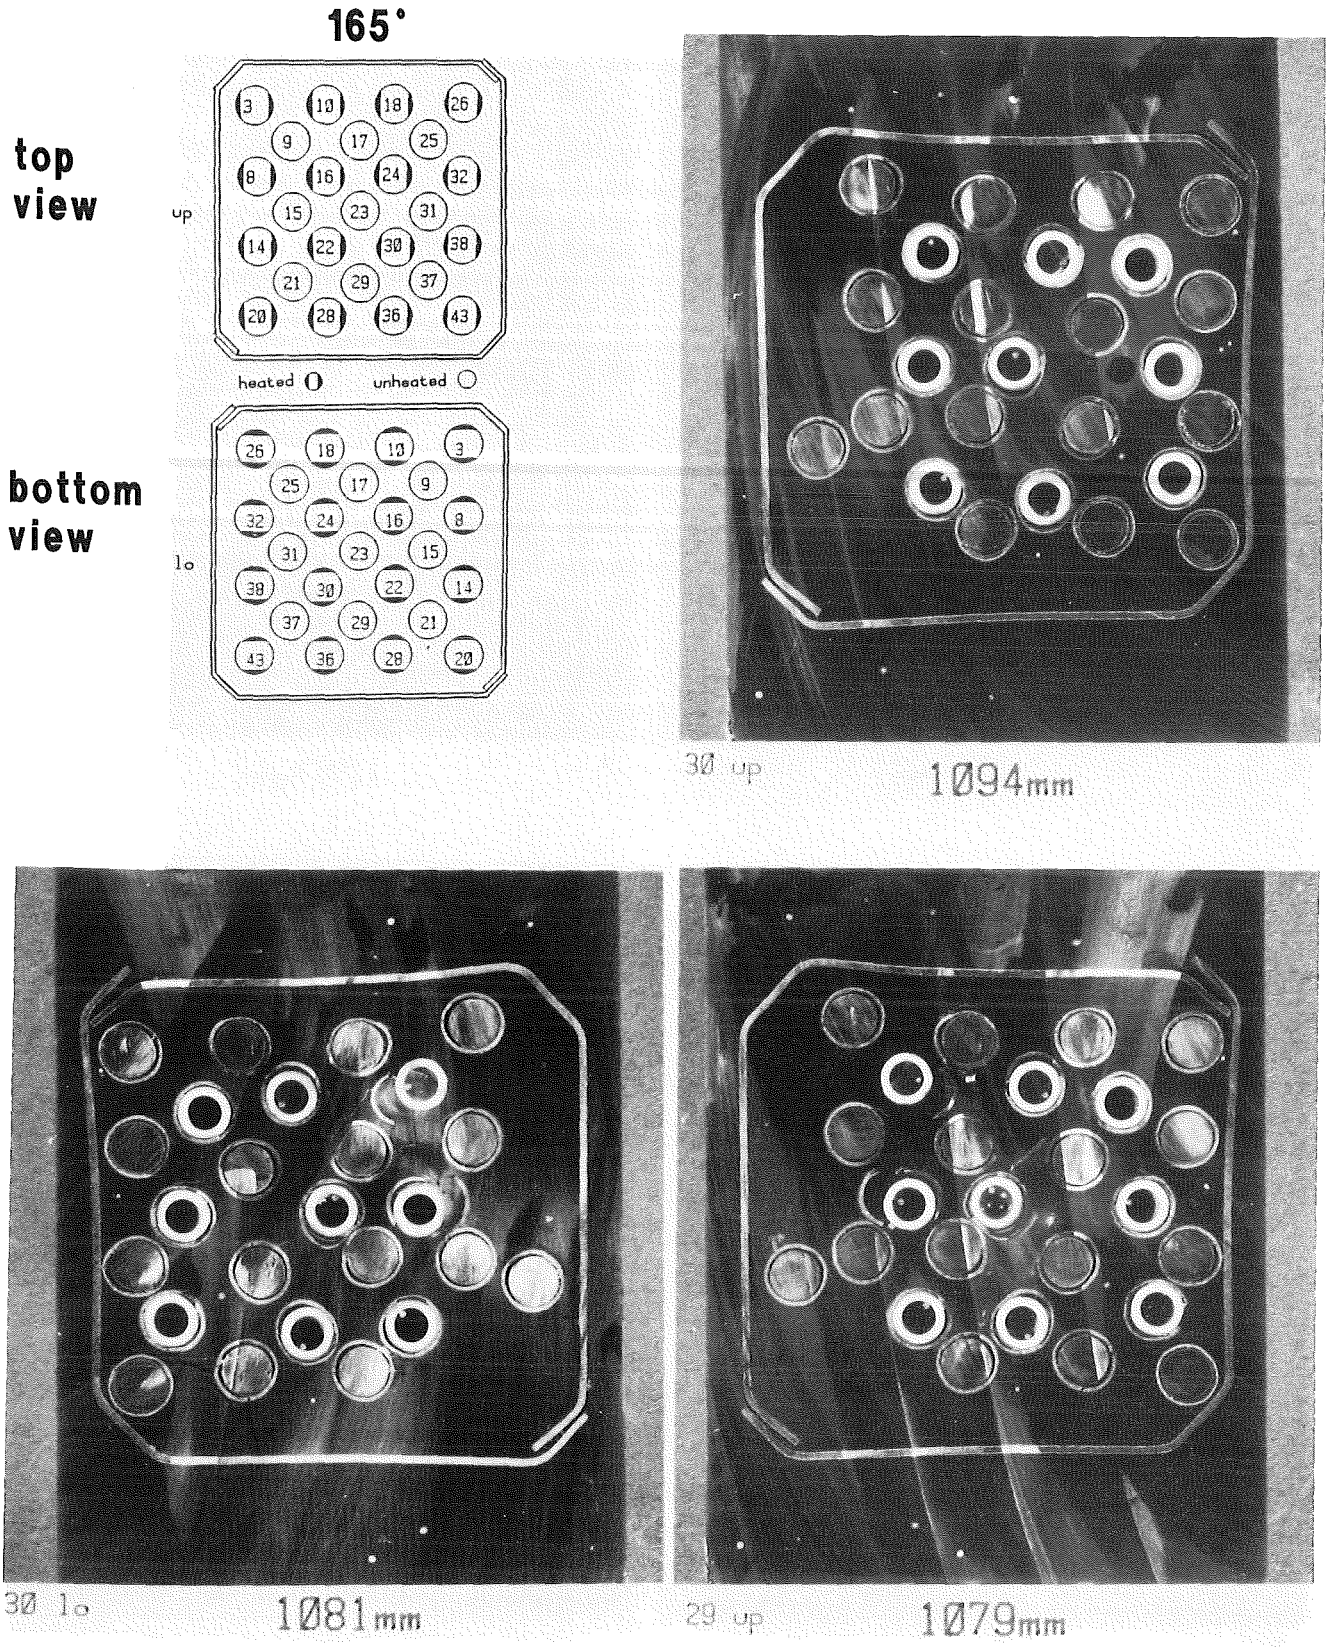 165°
top
view
up
3 10 18 26
9 17 25
8 16 24 32
15 23 31
14 22 30 38
21 29 37
20 28 36 43
heated unheated
bottom
view
lo
26 18 10 3
25 17 9
32 24 16 8
31 23 15
38 30 22 14
37 29 21
43 36 28 20
30 up 1094mm
30 lo 1081mm
29 up 1079mm